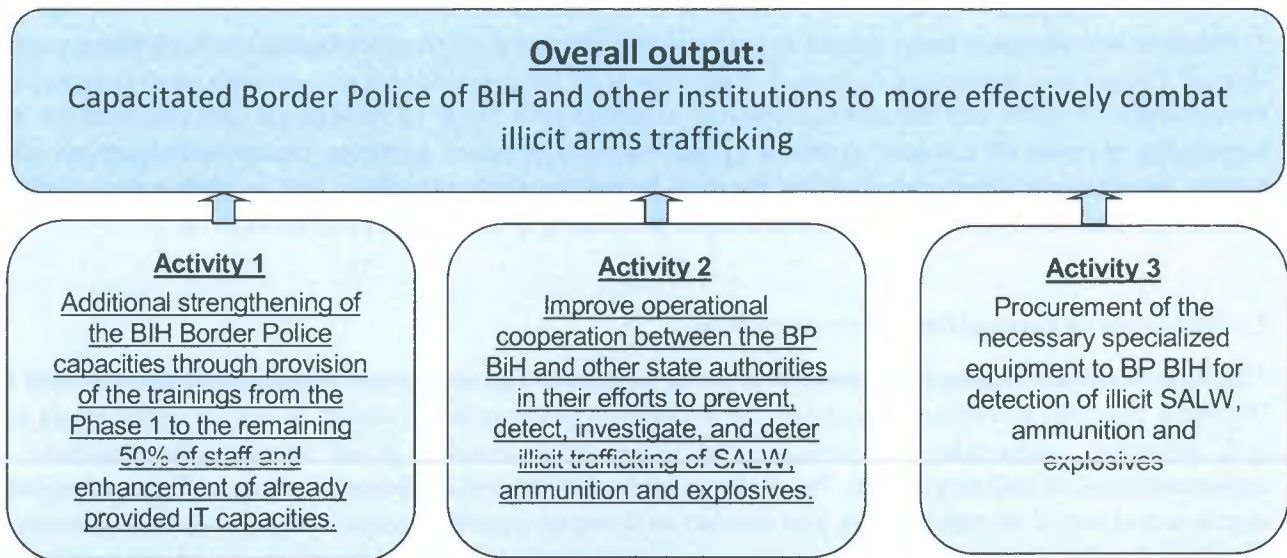 Overall output:
Capacitated Border Police of BIH and other institutions to more effectively combat
illicit arms trafficking
Activity 1
Additional strengthening of
the BIH Border Police
capacities through provision
of the trainings from the
Phase 1 to the remaining
50% of staff and
enhancement of already
provided IT capacities.
Activity 2
Improve operational
cooperation between the BP
BiH and other state authorities
in their efforts to prevent,
detect, investigate, and deter
illicit trafficking of SALW,
ammunition and explosives.
Activity 3
Procurement of the
necessary specialized
equipment to BP BIH for
detection of illicit SALW,
ammunition and
explosives